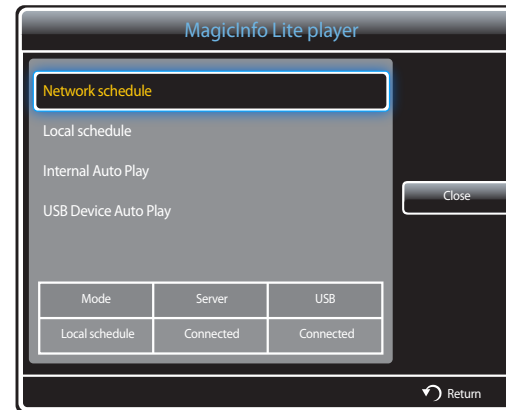 MagicInfo Lite player
Network schedule
Local schedule
Internal Auto Play
USB Device Auto Play
Close
Mode Server USB
Local schedule Connected Connected
Return